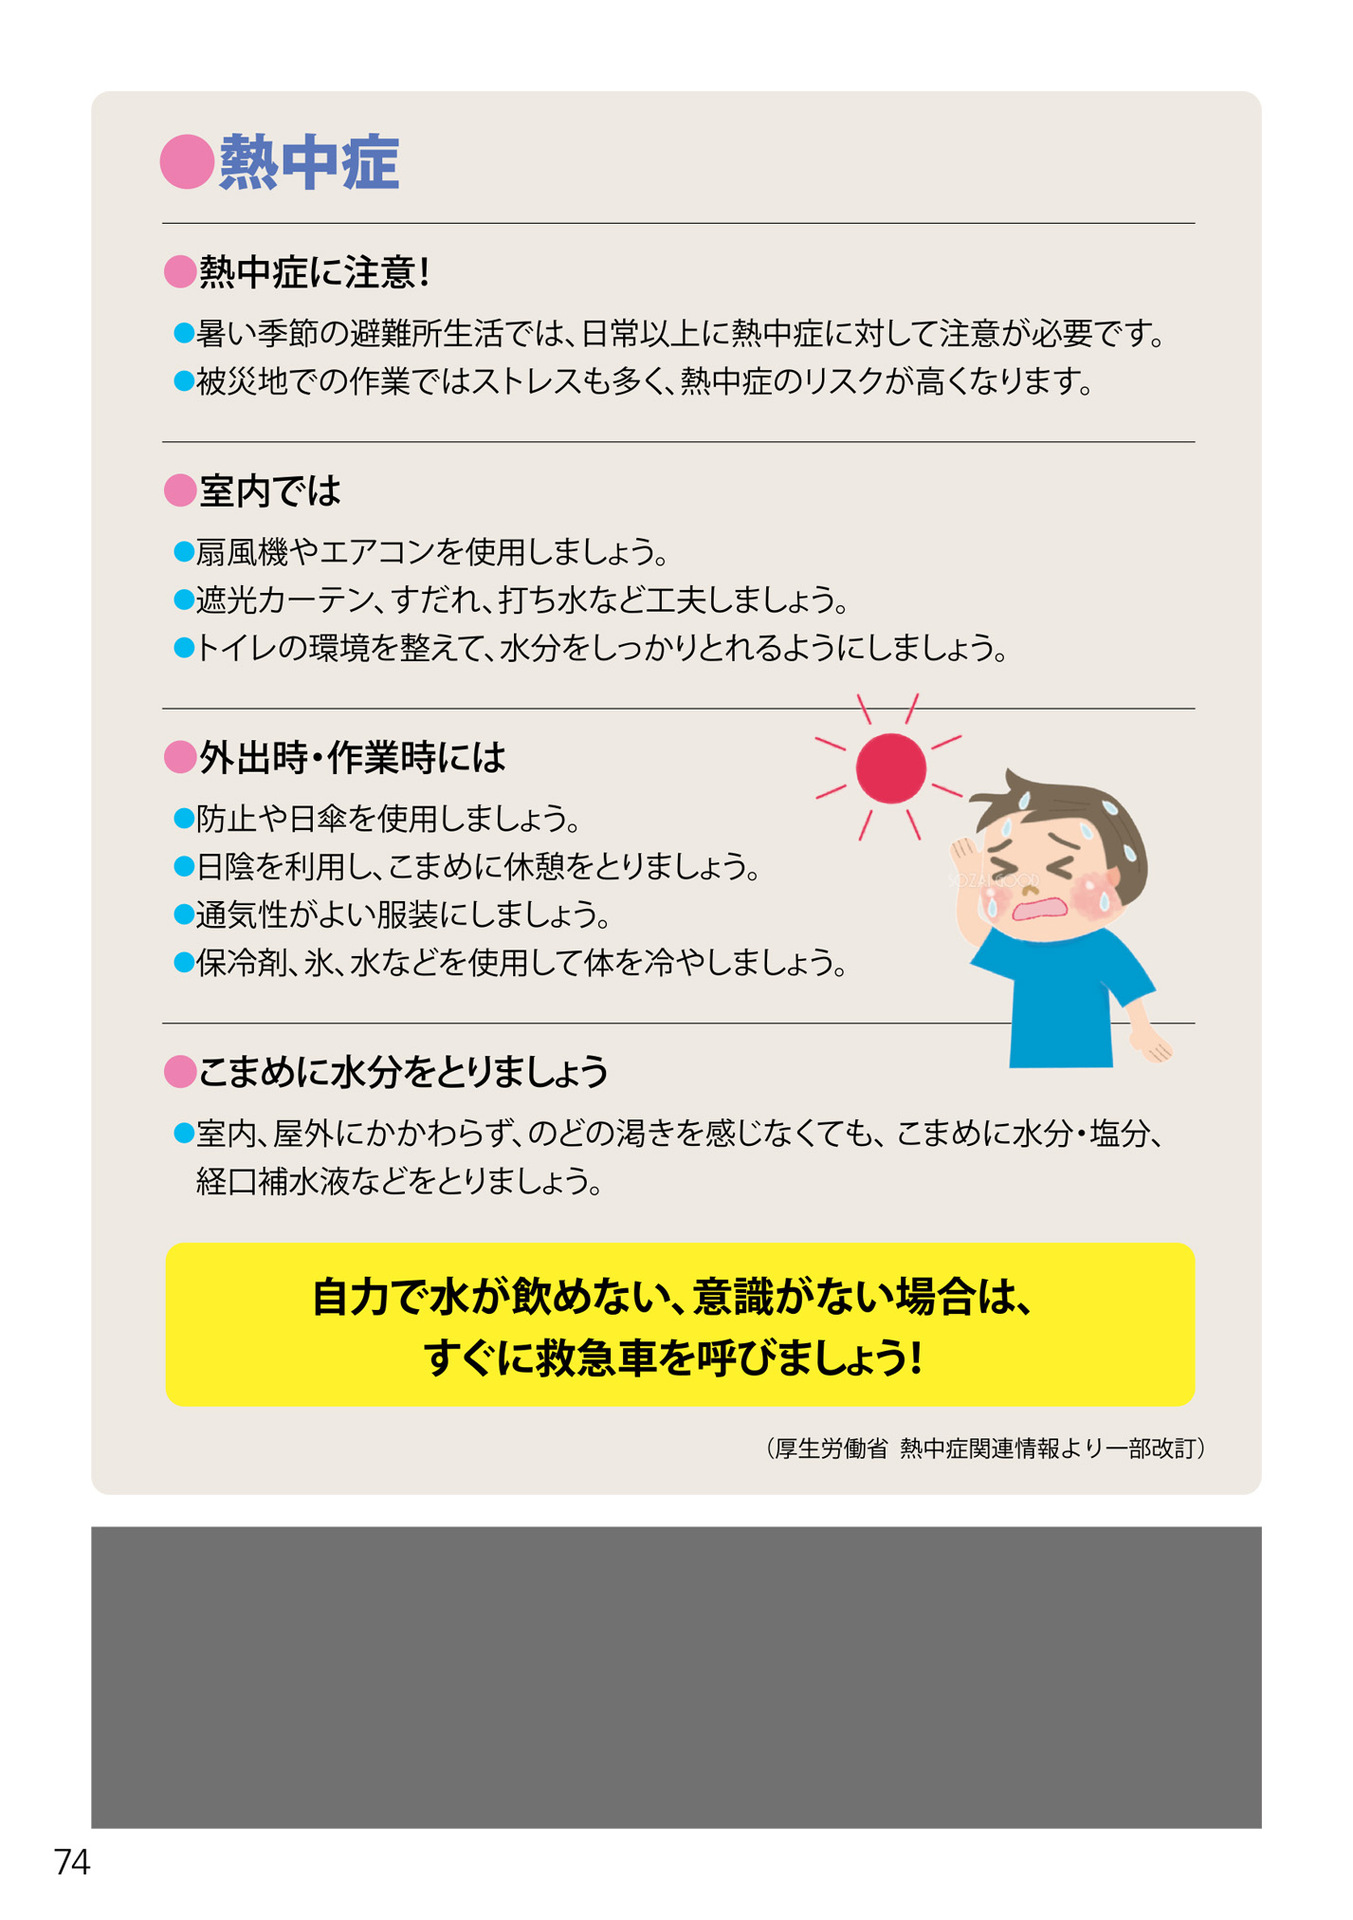 ●熱中症
●熱中症に注意!
●暑い季節の避難所生活では、日常以上に熱中症に対して注意が必要です。
●被災地での作業ではストレスも多く、熱中症のリスクが高くなります。
●室内では
●扇風機やエアコンを使用しましょう。
●遮光カーテン、すだれ、打ち水など工夫しましょう。
●トイレの環境を整えて、水分をしっかりとれるようにしましょう。
●外出時・作業時には
●防止や日傘を使用しましょう。
●日陰を利用し、こまめに休憩をとりましょう。
●通気性がよい服装にしましょう。
●保冷剤、氷、水などを使用して体を冷やしましょう。
SOZAI GOOD
●こまめに水分をとりましょう
●室内、屋外にかかわらず、のどの渇きを感じなくても、こまめに水分・塩分、
経口補水液などをとりましょう。
自力で水が飲めない、意識がない場合は、
すぐに救急車を呼びましょう!
（厚生労働省 熱中症関連情報より一部改訂）
74